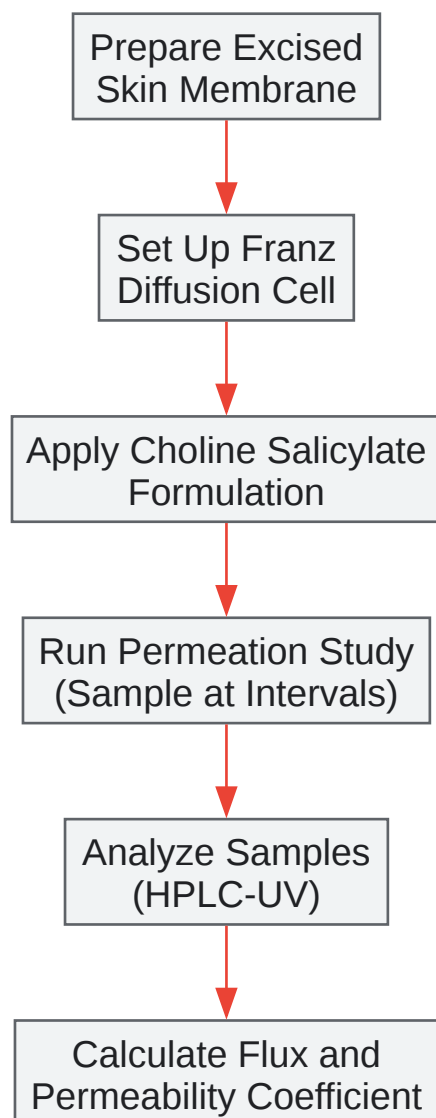 Prepare Excised
Skin Membrane
Set Up Franz
Diffusion Cell
Apply Choline Salicylate
Formulation
Run Permeation Study
(Sample at Intervals)
Analyze Samples
(HPLC-UV)
Calculate Flux and
Permeability Coefficient